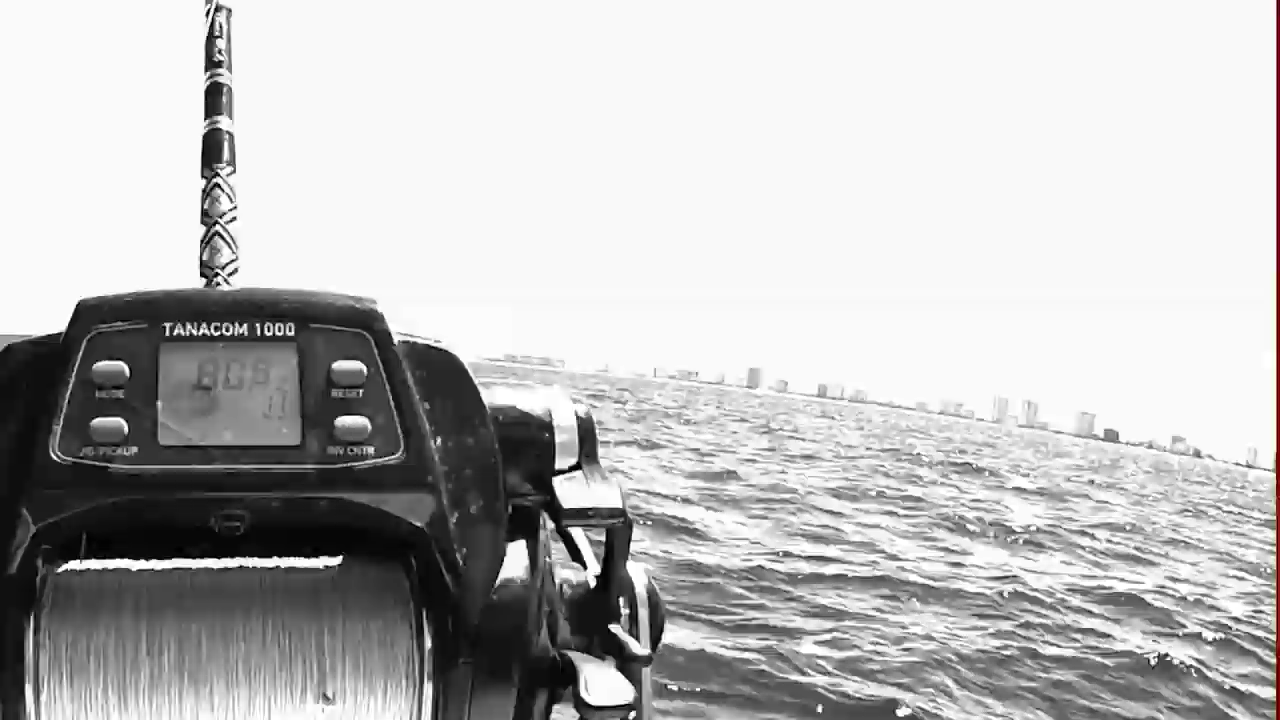 TANACOM 1000
MODE
RESET
JIG PICKUP
INV CNTR